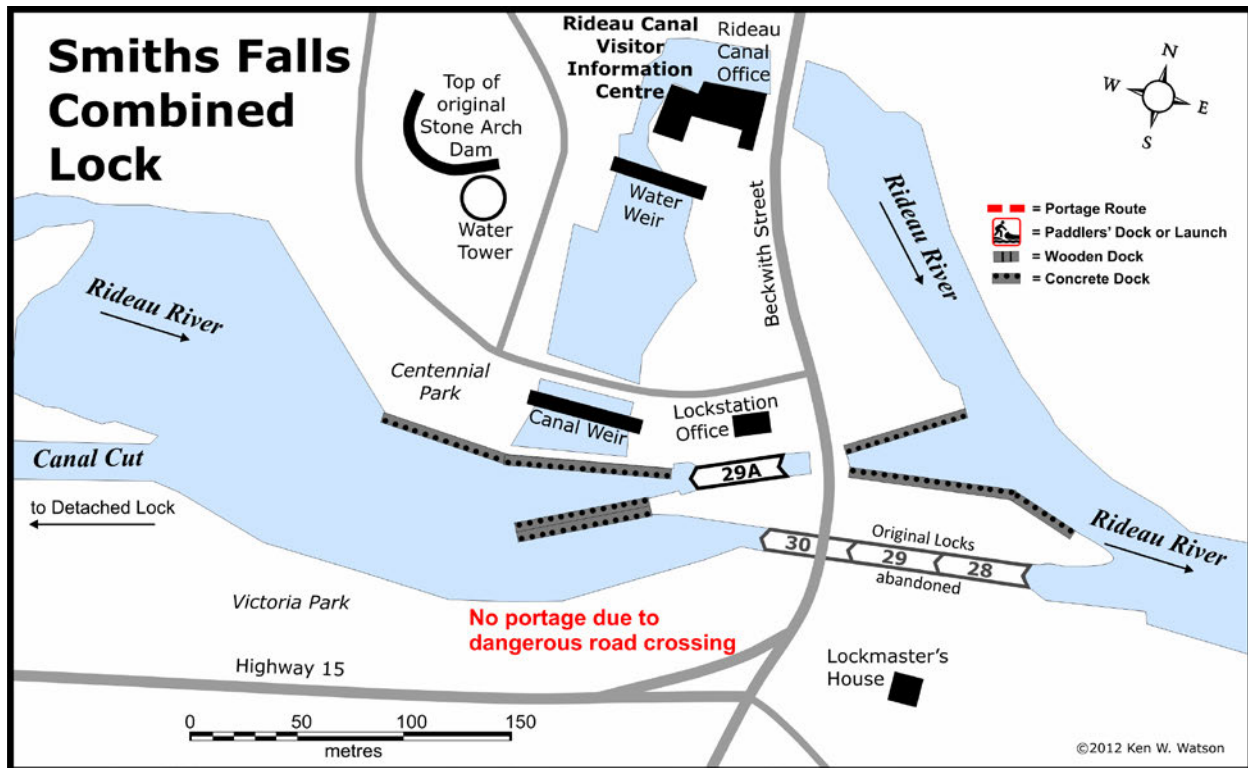 Smiths Falls
Combined
Lock
Rideau Canal
Visitor
Information
Centre
Rideau
Canal
Office
Top of
original
Stone Arch
Dam
Water
Tower
Water
Weir
Beckwith Street
N
W
E
S
Rideau River
= Portage Route
= Paddlers' Dock or Launch
= Wooden Dock
= Concrete Dock
Rideau River
Centennial
Park
Canal Weir
Lockstation
Office
29A
Canal Cut
to Detached Lock
Original Locks
30
29
28
abandoned
Rideau River
Victoria Park
No portage due to
dangerous road crossing
Highway 15
Lockmaster's
House
0 50 100 150
metres
©2012 Ken W. Watson